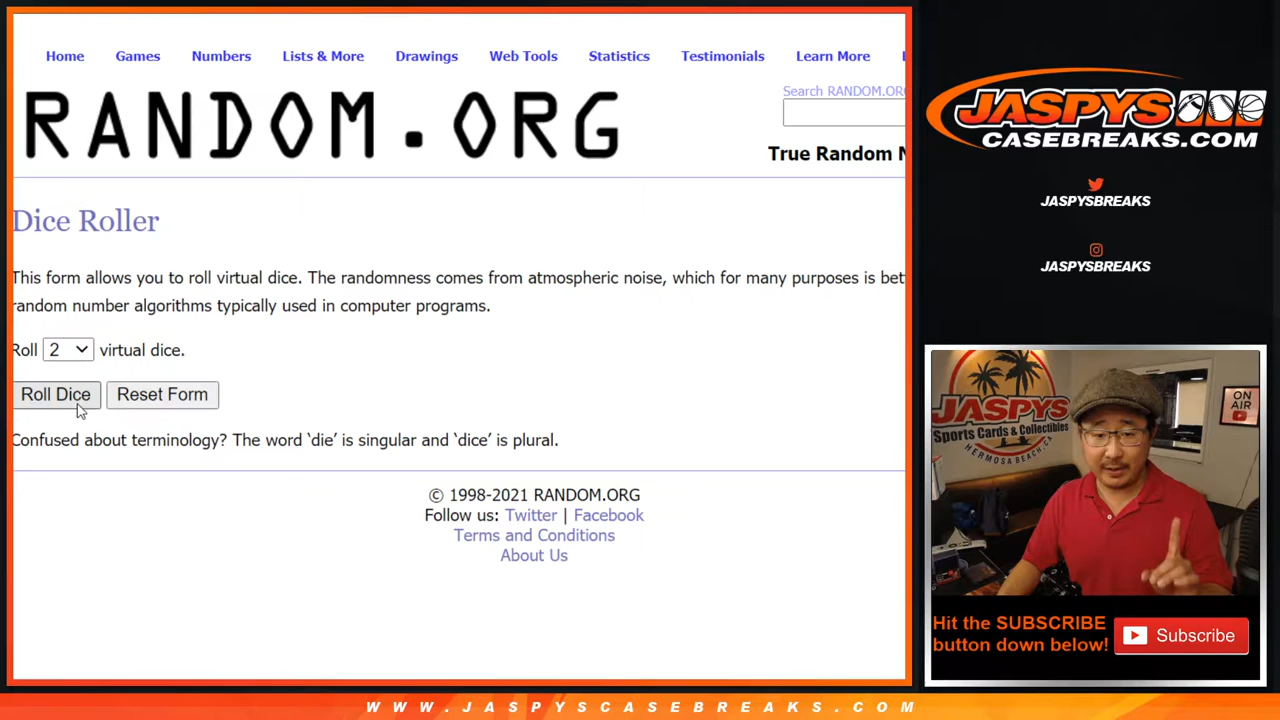 Home Games Numbers Lists & More Drawings Web Tools Statistics Testimonials Learn More
RANDOM.ORG
Search RANDOM.ORG
True Random N
Dice Roller
This form allows you to roll virtual dice. The randomness comes from atmospheric noise, which for many purposes is bet
random number algorithms typically used in computer programs.
Roll 2 virtual dice.
Roll Dice Reset Form
Confused about terminology? The word ‘die’ is singular and ‘dice’ is plural.
© 1998-2021 RANDOM.ORG
Follow us: Twitter | Facebook
Terms and Conditions
About Us
JASPYS
CASEBREAKS.COM
JASPYSBREAKS
JASPYSBREAKS
JASPYS
Sports Cards & Collectibles
HERMOSA BEACH, CA
ON
AIR
Hit the SUBSCRIBE
button down below!
Subscribe
WWW.JASPYSCASEBREAKS.COM